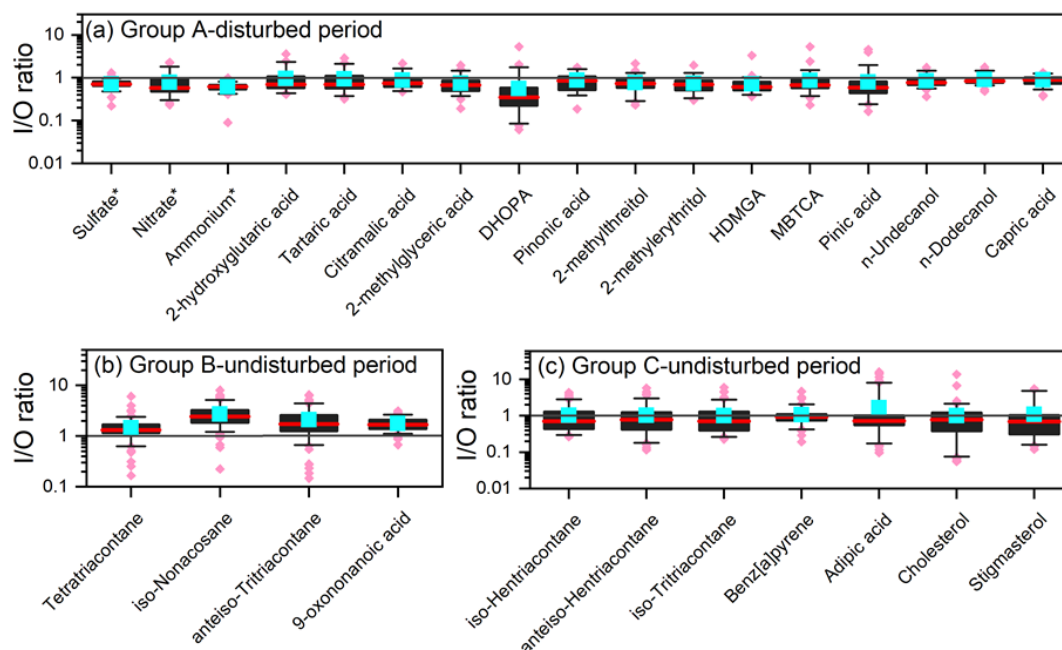 (a) Group A-disturbed period
I/O ratio
10
1
0.1
0.01
Sulfate*
Nitrate*
Ammonium*
2-hydroxyglutaric acid
Tartaric acid
Citramalic acid
2-methylglyceric acid
DHOPA
Pinonic acid
2-methylthreitol
2-methylerythritol
HDMGA
MBTCA
Pinic acid
n-Undecanol
n-Dodecanol
Capric acid
(b) Group B-undisturbed period
I/O ratio
10
1
0.1
Tetratriacontane
iso-Nonacosane
anteiso-Tritriacontane
9-oxononanoic acid
(c) Group C-undisturbed period
I/O ratio
10
1
0.1
0.01
iso-Hentriacontane
anteiso-Hentriacontane
iso-Tritriacontane
Benz[a]pyrene
Adipic acid
Cholesterol
Stigmasterol